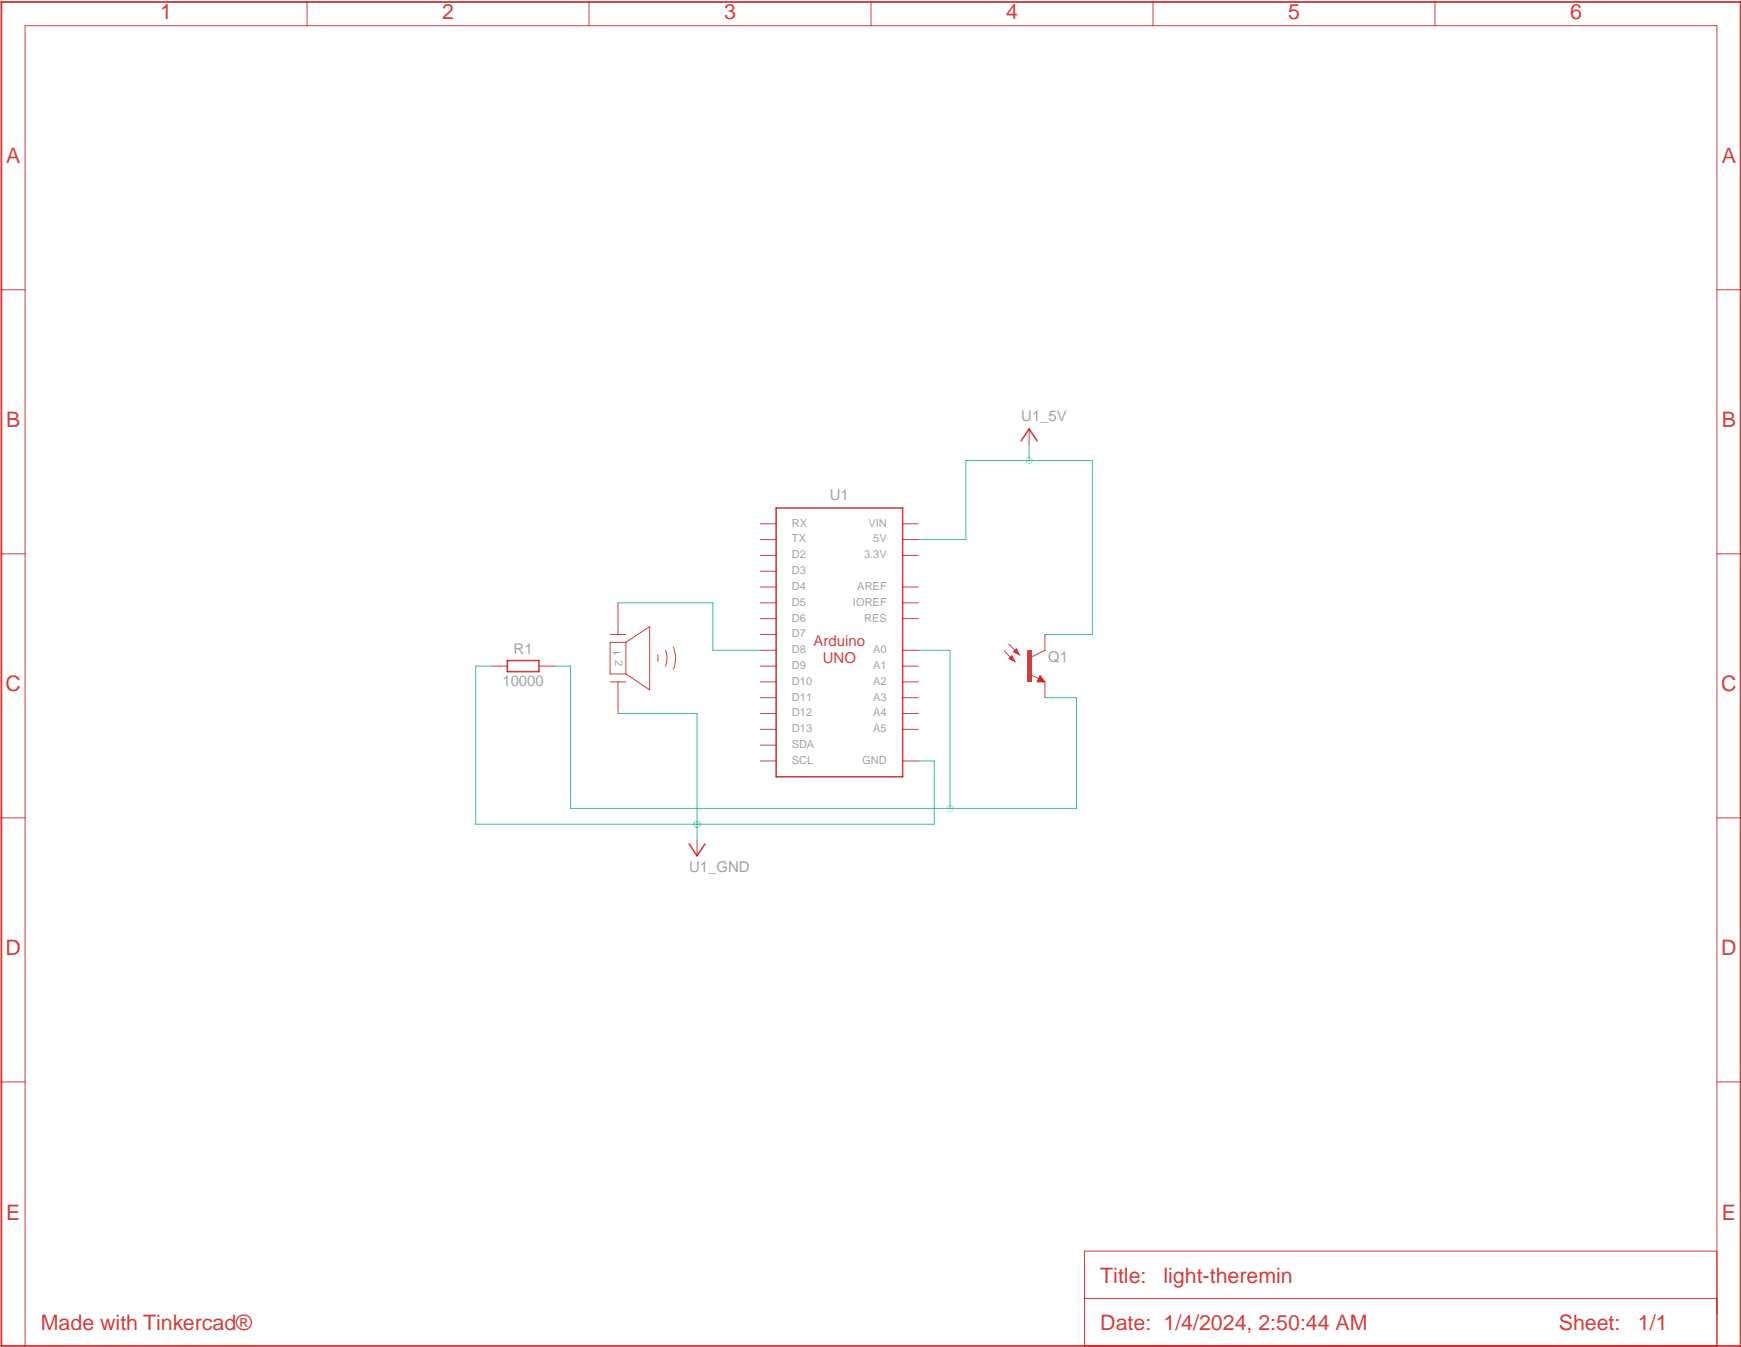 1 2 3 4 5 6
A A
B B
U1_5V
U1
RX VIN
TX 5V
D2 3.3V
D3
D4 AREF
D5 IOREF
D6 RES
D7
Arduino
UNO
D8 A0
D9 A1
D10 A2
D11 A3
D12 A4
D13 A5
SDA
SCL GND
R1
10000
1 2
Q1
C C
U1_GND
D D
E E
Title: light-theremin
Date: 1/4/2024, 2:50:44 AM Sheet: 1/1
Made with Tinkercad®